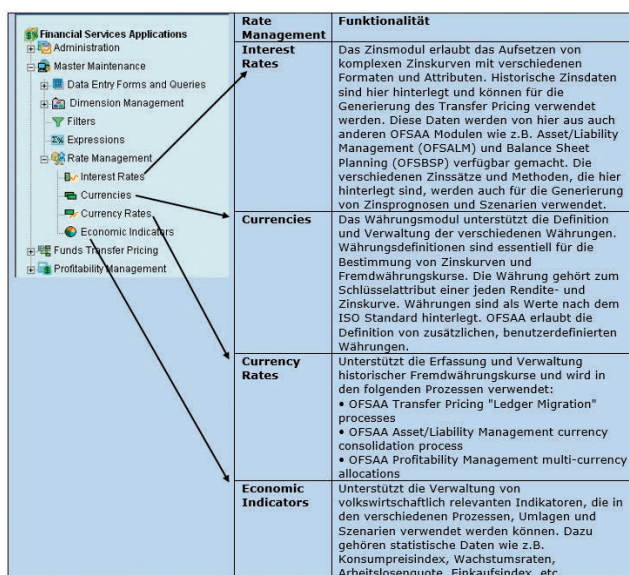 Financial Services Applications
Administration
Master Maintenance
Data Entry Forms and Queries
Dimension Management
Filters
Expressions
Rate Management
Interest Rates
Currencies
Currency Rates
Economic Indicators
Funds Transfer Pricing
Profitability Management
Rate
Management
Funktionalität
Interest
Rates
Das Zinsmodul erlaubt das Aufsetzen von
komplexen Zinskurven mit verschiedenen
Formaten und Attributen. Historische Zinsdaten
sind hier hinterlegt und können für die
Generierung des Transfer Pricing verwendet
werden. Diese Daten werden von hier aus auch
anderen OFSAA Modulen wie z.B. Asset/Liability
Management (OFSALM) und Balance Sheet
Planning (OFSBSP) verfügbar gemacht. Die
verschiedenen Zinssätze und Methoden, die hier
hinterlegt sind, werden auch für die Generierung
von Zinsprognosen und Szenarien verwendet.
Currencies
Das Währungsmodul unterstützt die Definition
und Verwaltung der verschiedenen Währungen.
Währungsdefinitionen sind essentiell für die
Bestimmung von Zinskurven und
Fremdwährungskurse. Die Währung gehört zum
Schlüsselattribut einer jeden Rendite- und
Zinskurve. Währungen sind als Werte nach dem
ISO Standard hinterlegt. OFSAA erlaubt die
Definition von zusätzlichen, benutzerdefinierten
Währungen.
Currency
Rates
Unterstützt die Erfassung und Verwaltung
historischer Fremdwährungskurse und wird in
den folgenden Prozessen verwendet:
• OFSAA Transfer Pricing "Ledger Migration"
processes
• OFSAA Asset/Liability Management currency
consolidation process
• OFSAA Profitability Management multi-currency
allocations
Economic
Indicators
Unterstützt die Verwaltung von
volkswirtschaftlich relevanten Indikatoren, die in
den verschiedenen Prozessen, Umlagen und
Szenarien verwendet werden können. Dazu
gehören statistische Daten wie z.B.
Konsumpreisindex, Wachstumsraten,
Arbeitslosenquote, Einkaufsindex, etc.